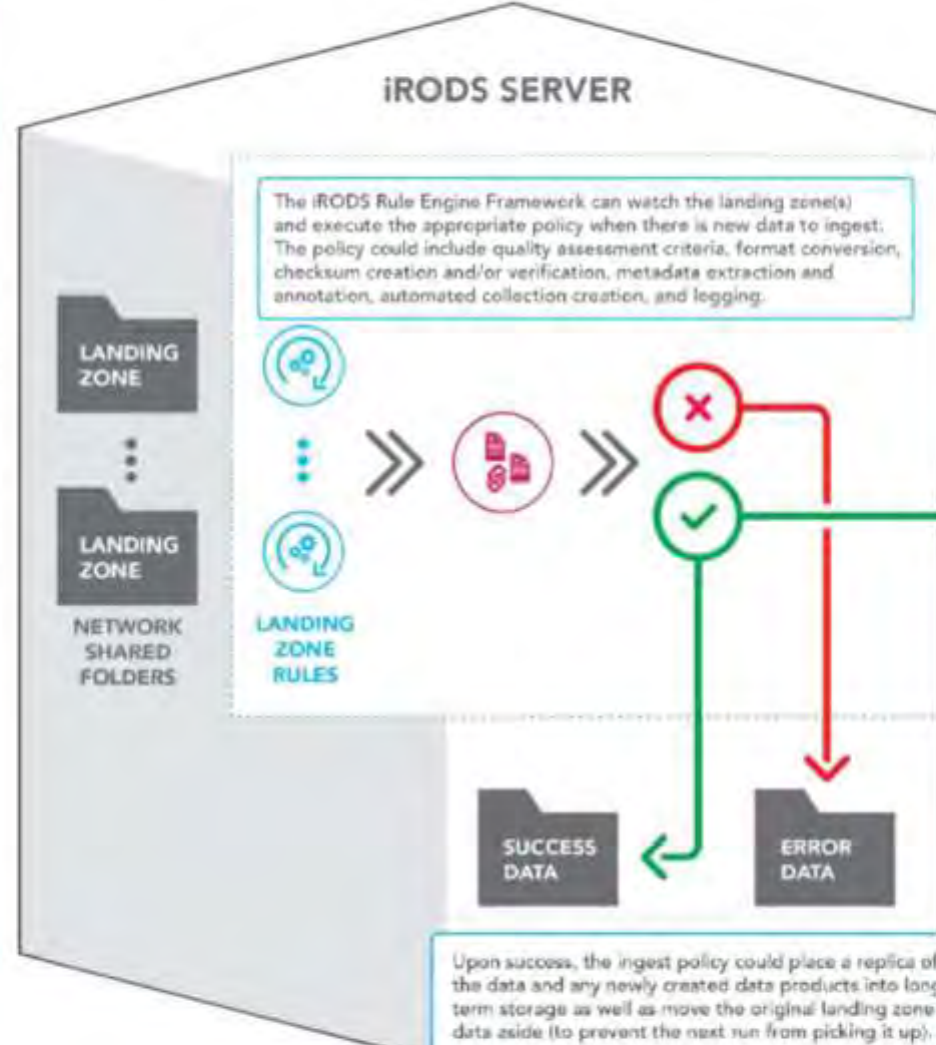 iRODS SERVER
The iRODS Rule Engine Framework can watch the landing zone(s)
and execute the appropriate policy when there is new data to ingest.
The policy could include quality assessment criteria, format conversion,
checksum creation and/or verification, metadata extraction and
annotation, automated collection creation, and logging.
LANDING
ZONE
LANDING
ZONE
NETWORK
SHARED
FOLDERS
LANDING
ZONE
RULES
SUCCESS
DATA
ERROR
DATA
Upon success, the ingest policy could place a replica of
the data and any newly created data products into long
term storage as well as move the original landing zone
data aside (to prevent the next run from picking it up).